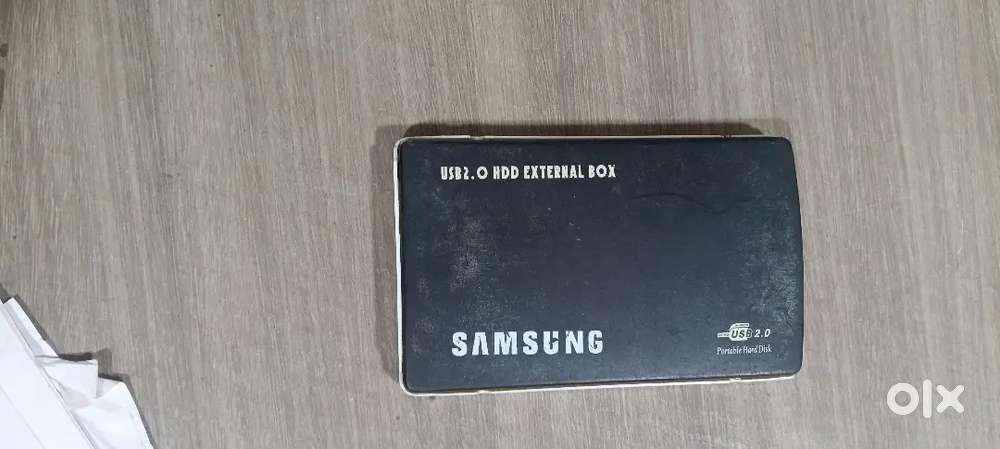 USB2.0 HDD EXTERNAL BOX
SAMSUNG
USB 2.0
Portable Hard Disk
olx